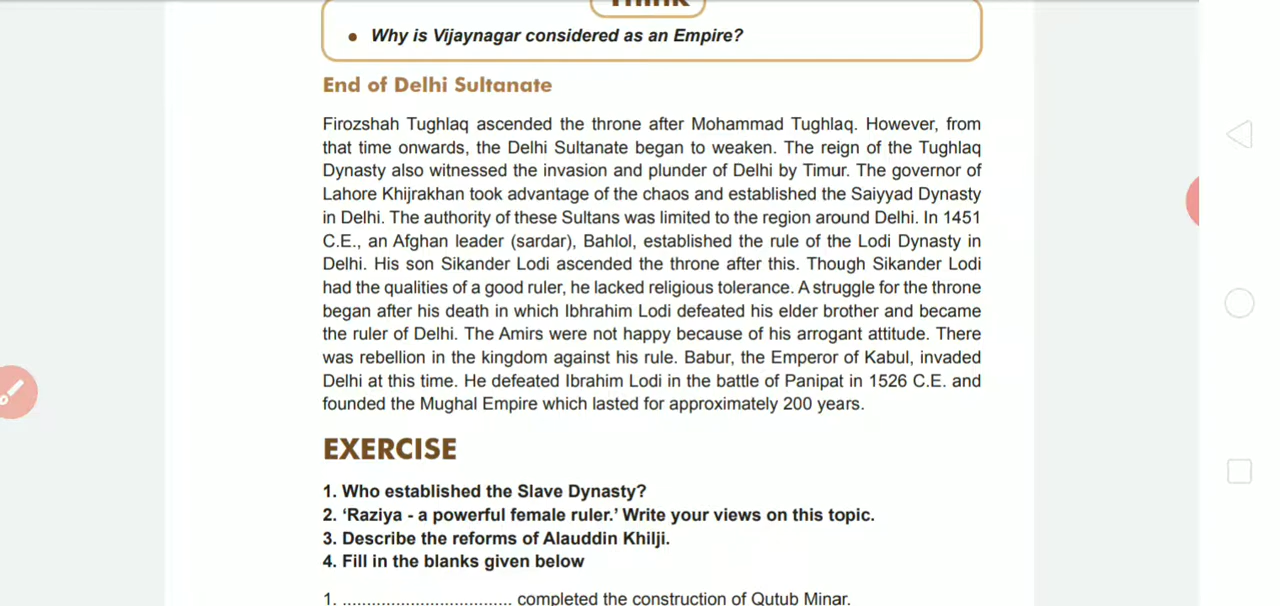 Think
• Why is Vijaynagar considered as an Empire?
End of Delhi Sultanate
Firozshah Tughlaq ascended the throne after Mohammad Tughlaq. However, from
that time onwards, the Delhi Sultanate began to weaken. The reign of the Tughlaq
Dynasty also witnessed the invasion and plunder of Delhi by Timur. The governor of
Lahore Khijrakhan took advantage of the chaos and established the Saiyyad Dynasty
in Delhi. The authority of these Sultans was limited to the region around Delhi. In 1451
C.E., an Afghan leader (sardar), Bahlol, established the rule of the Lodi Dynasty in
Delhi. His son Sikander Lodi ascended the throne after this. Though Sikander Lodi
had the qualities of a good ruler, he lacked religious tolerance. A struggle for the throne
began after his death in which Ibhrahim Lodi defeated his elder brother and became
the ruler of Delhi. The Amirs were not happy because of his arrogant attitude. There
was rebellion in the kingdom against his rule. Babur, the Emperor of Kabul, invaded
Delhi at this time. He defeated Ibrahim Lodi in the battle of Panipat in 1526 C.E. and
founded the Mughal Empire which lasted for approximately 200 years.
EXERCISE
1. Who established the Slave Dynasty?
2. ‘Raziya - a powerful female ruler.’ Write your views on this topic.
3. Describe the reforms of Alauddin Khilji.
4. Fill in the blanks given below
1. ................................... completed the construction of Qutub Minar.